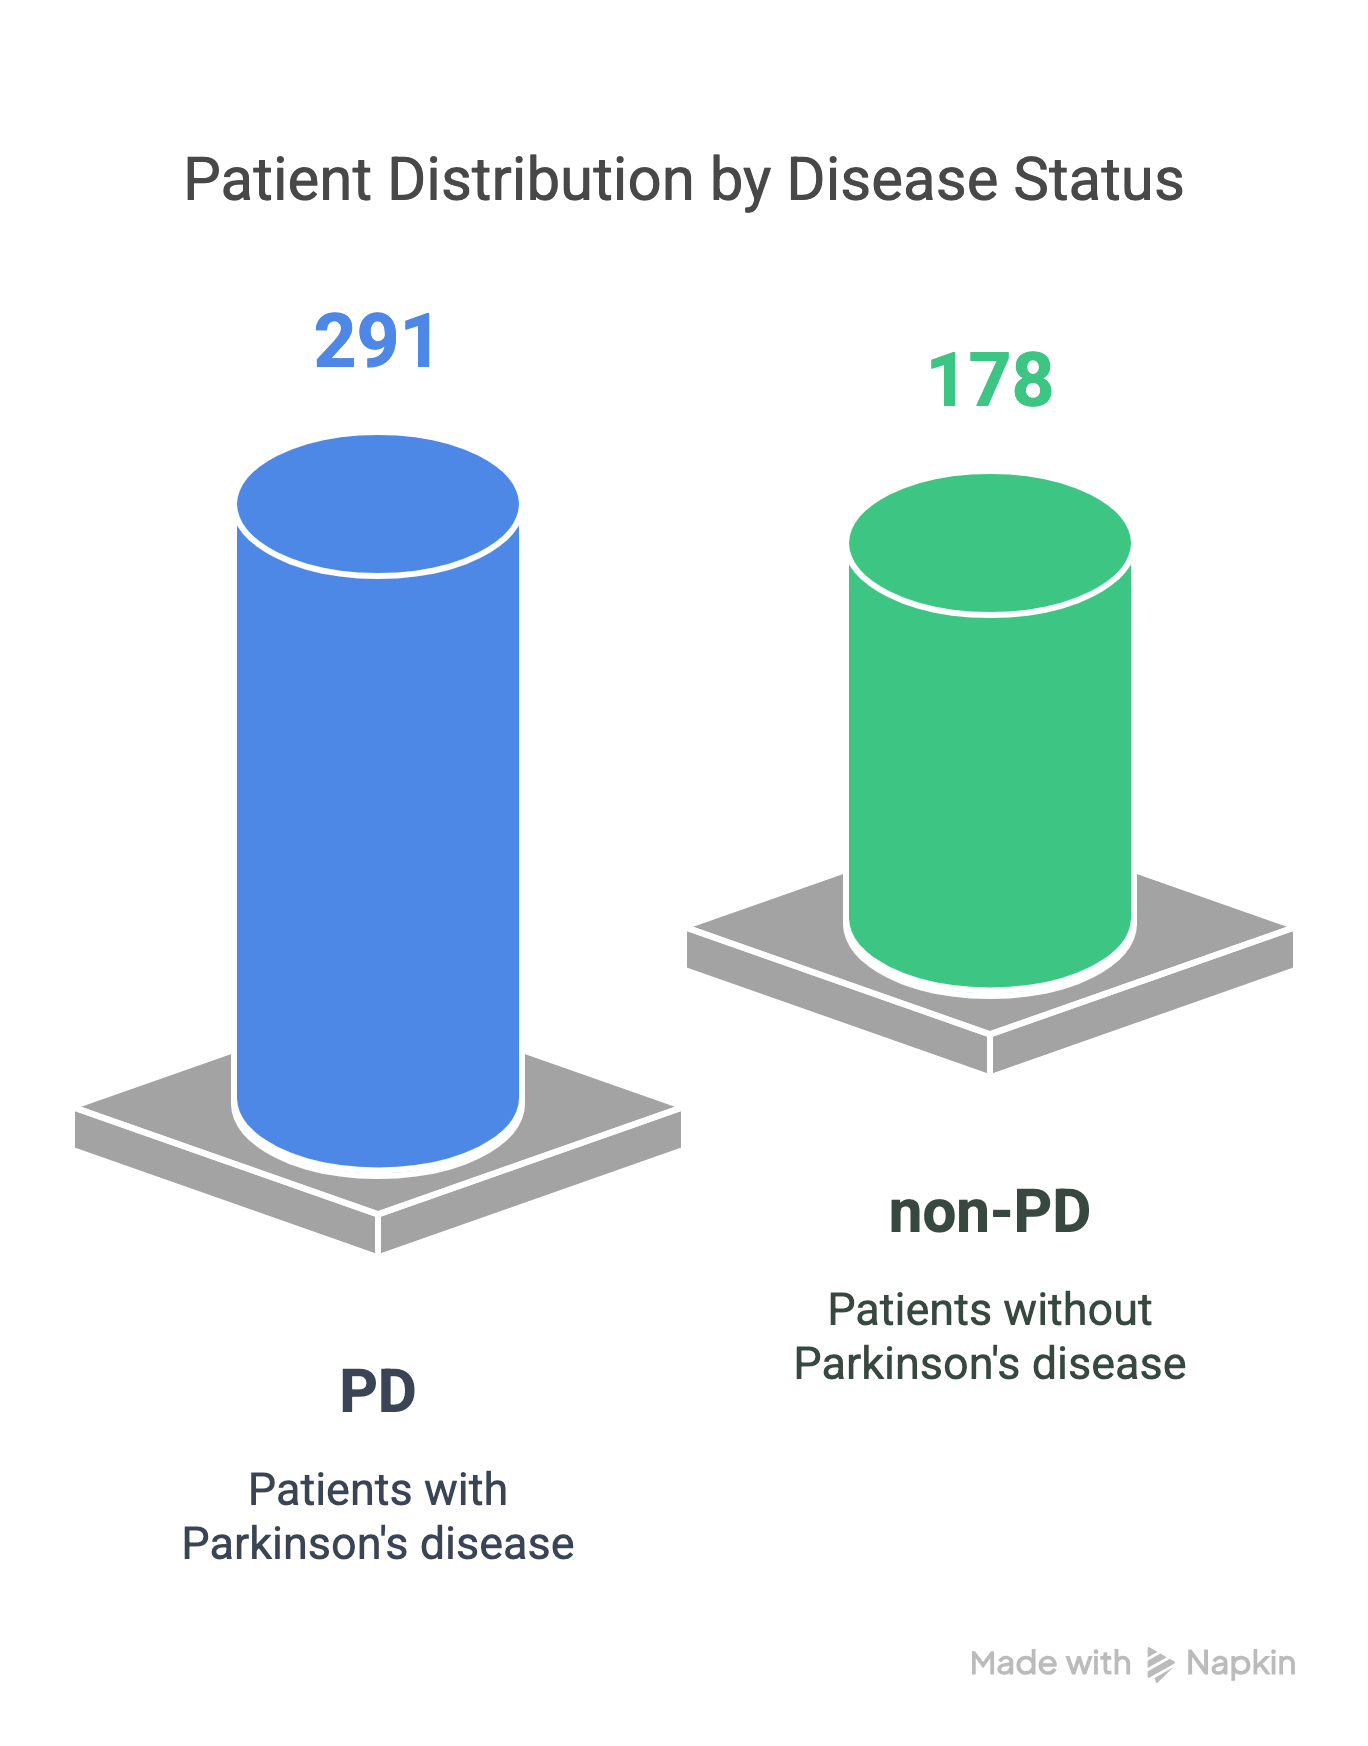 Patient Distribution by Disease Status
291
178
non-PD
Patients without
Parkinson's disease
PD
Patients with
Parkinson's disease
Made with Napkin